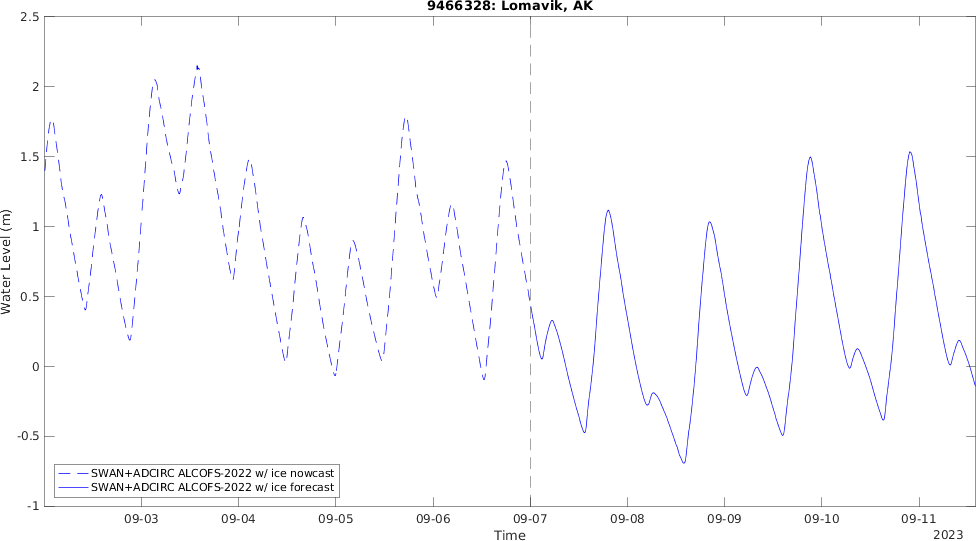 9466328: Lomavik, AK
2.5
2
1.5
1
0.5
0
-0.5
-1
Water Level (m)
SWAN+ADCIRC ALCOFS-2022 w/ ice nowcast
SWAN+ADCIRC ALCOFS-2022 w/ ice forecast
09-03 09-04 09-05 09-06 09-07 09-08 09-09 09-10 09-11
Time
2023